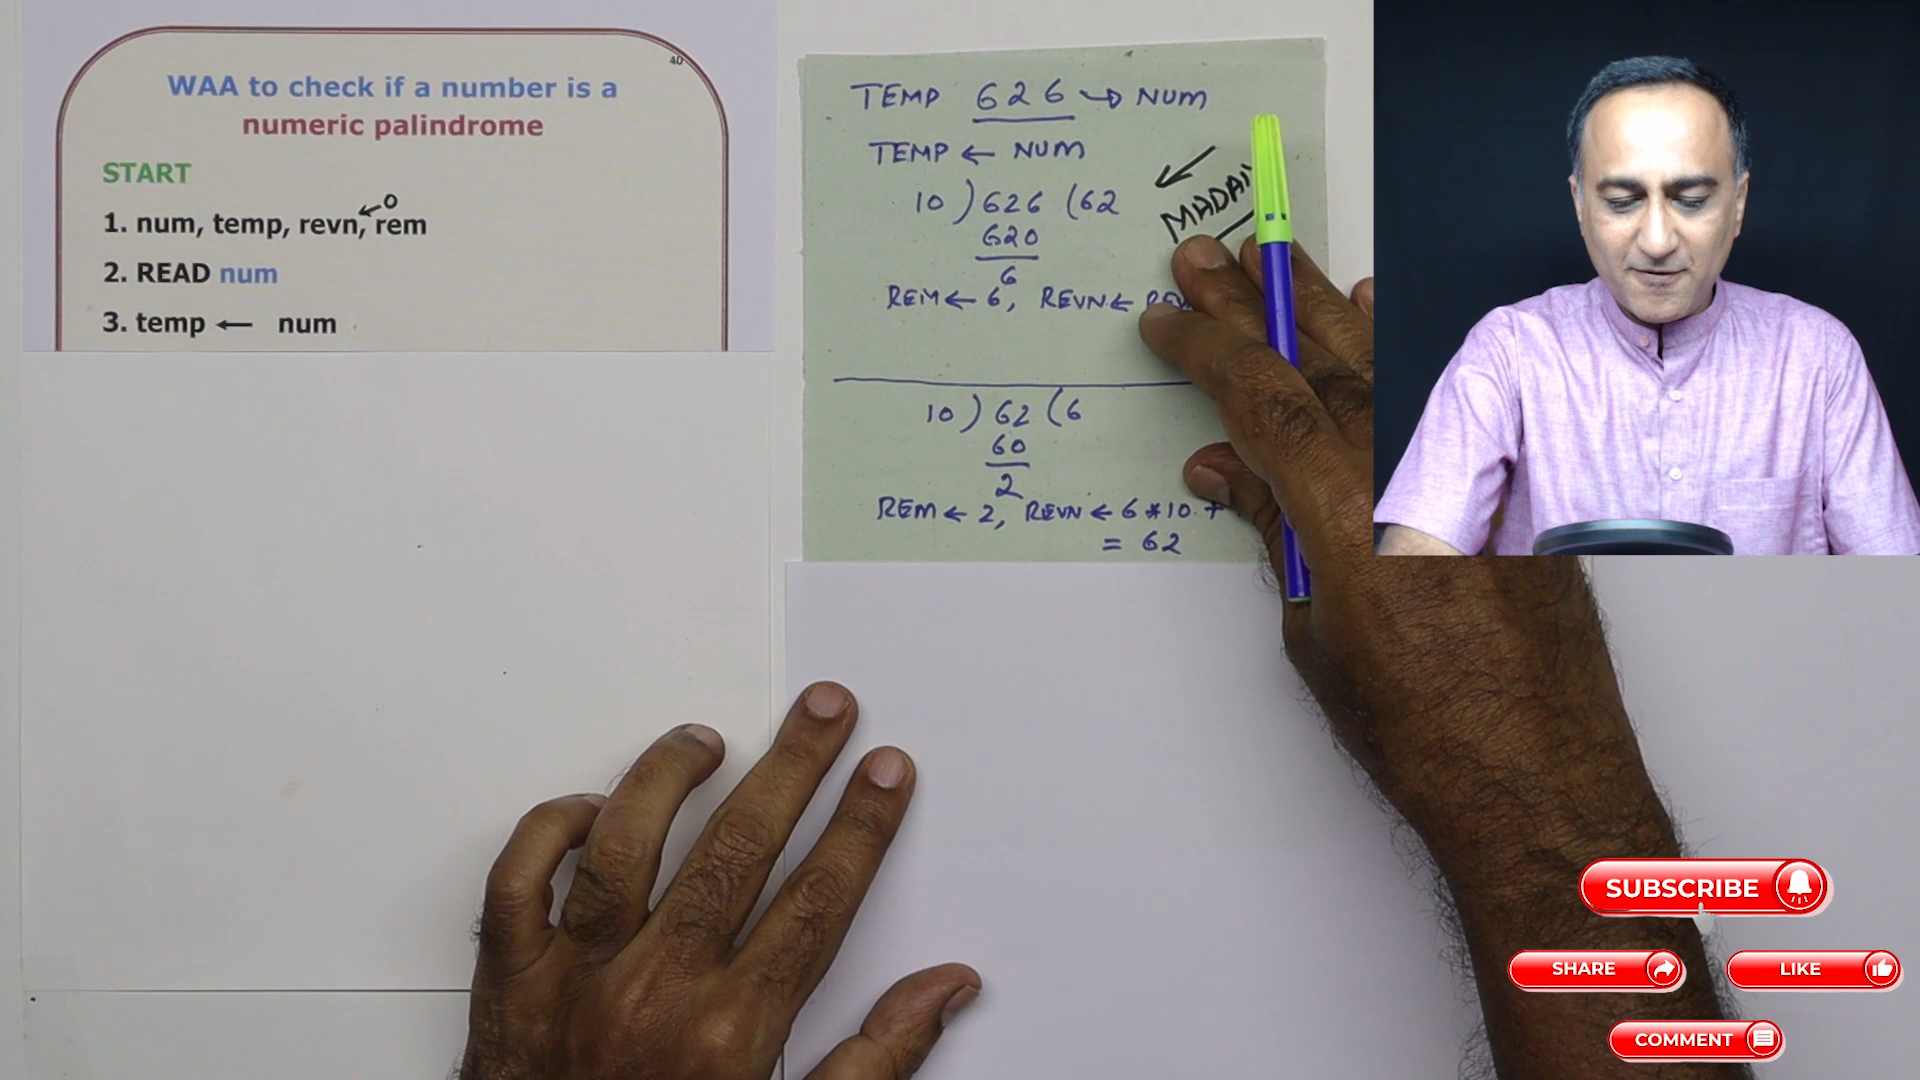 40
WAA to check if a number is a
numeric palindrome
START
0
1. num, temp, revn, rem
2. READ num
3. temp ← num
TEMP 626 → NUM
TEMP ← NUM
10 ) 626 ( 62
620
6
REM ← 6, REVN ←
10 ) 62 ( 6
60
2
REM ← 2, REVN ← 6 * 10 +
= 62
SUBSCRIBE
SHARE
LIKE
COMMENT